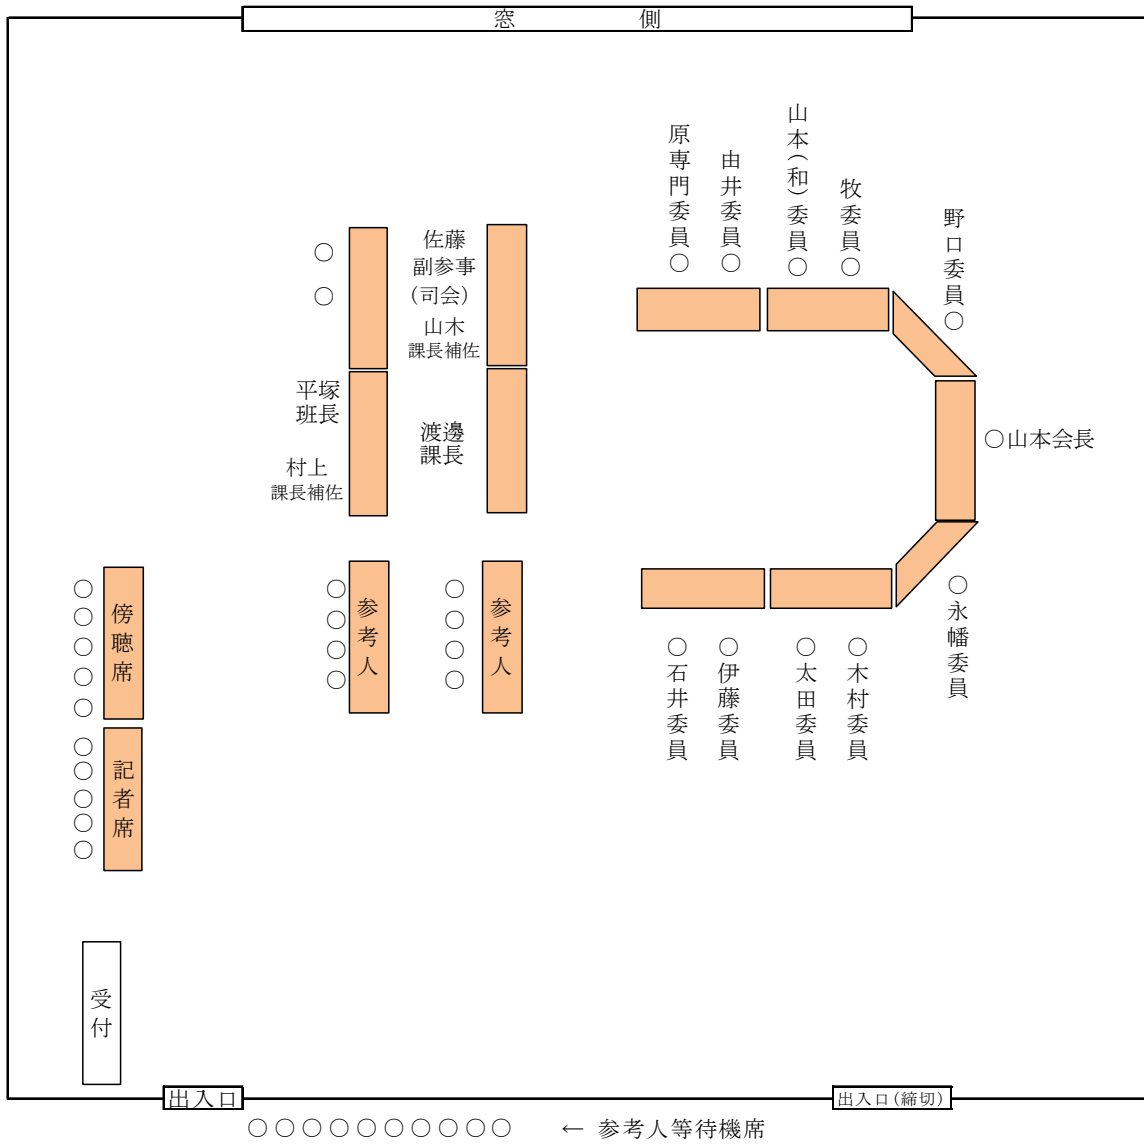 窓　側
原専門委員○
由井委員○
山本(和)委員○
牧委員○
野口委員○
○山本会長
○永幡委員
○木村委員
○太田委員
○伊藤委員
○石井委員
佐藤
副参事
(司会)
山木
課長補佐
渡邊
課長
○
○
平塚
班長
村上
課長補佐
○○○○
参考人
○○○○
参考人
○○○○○
傍聴席
○○○○○
記者席
受付
出入口
出入口(締切)
○○○○○○○○○○　← 参考人等待機席